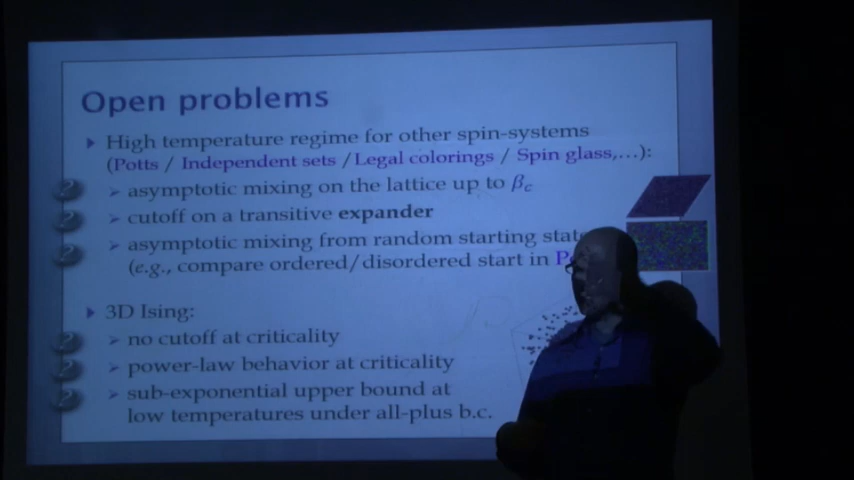 Open problems
High temperature regime for other spin-systems
(Potts / Independent sets /Legal colorings / Spin glass,...):
asymptotic mixing on the lattice up to βc
cutoff on a transitive expander
asymptotic mixing from random starting state
(e.g., compare ordered/disordered start in
3D Ising:
no cutoff at criticality
power-law behavior at criticality
sub-exponential upper bound at
low temperatures under all-plus b.c.